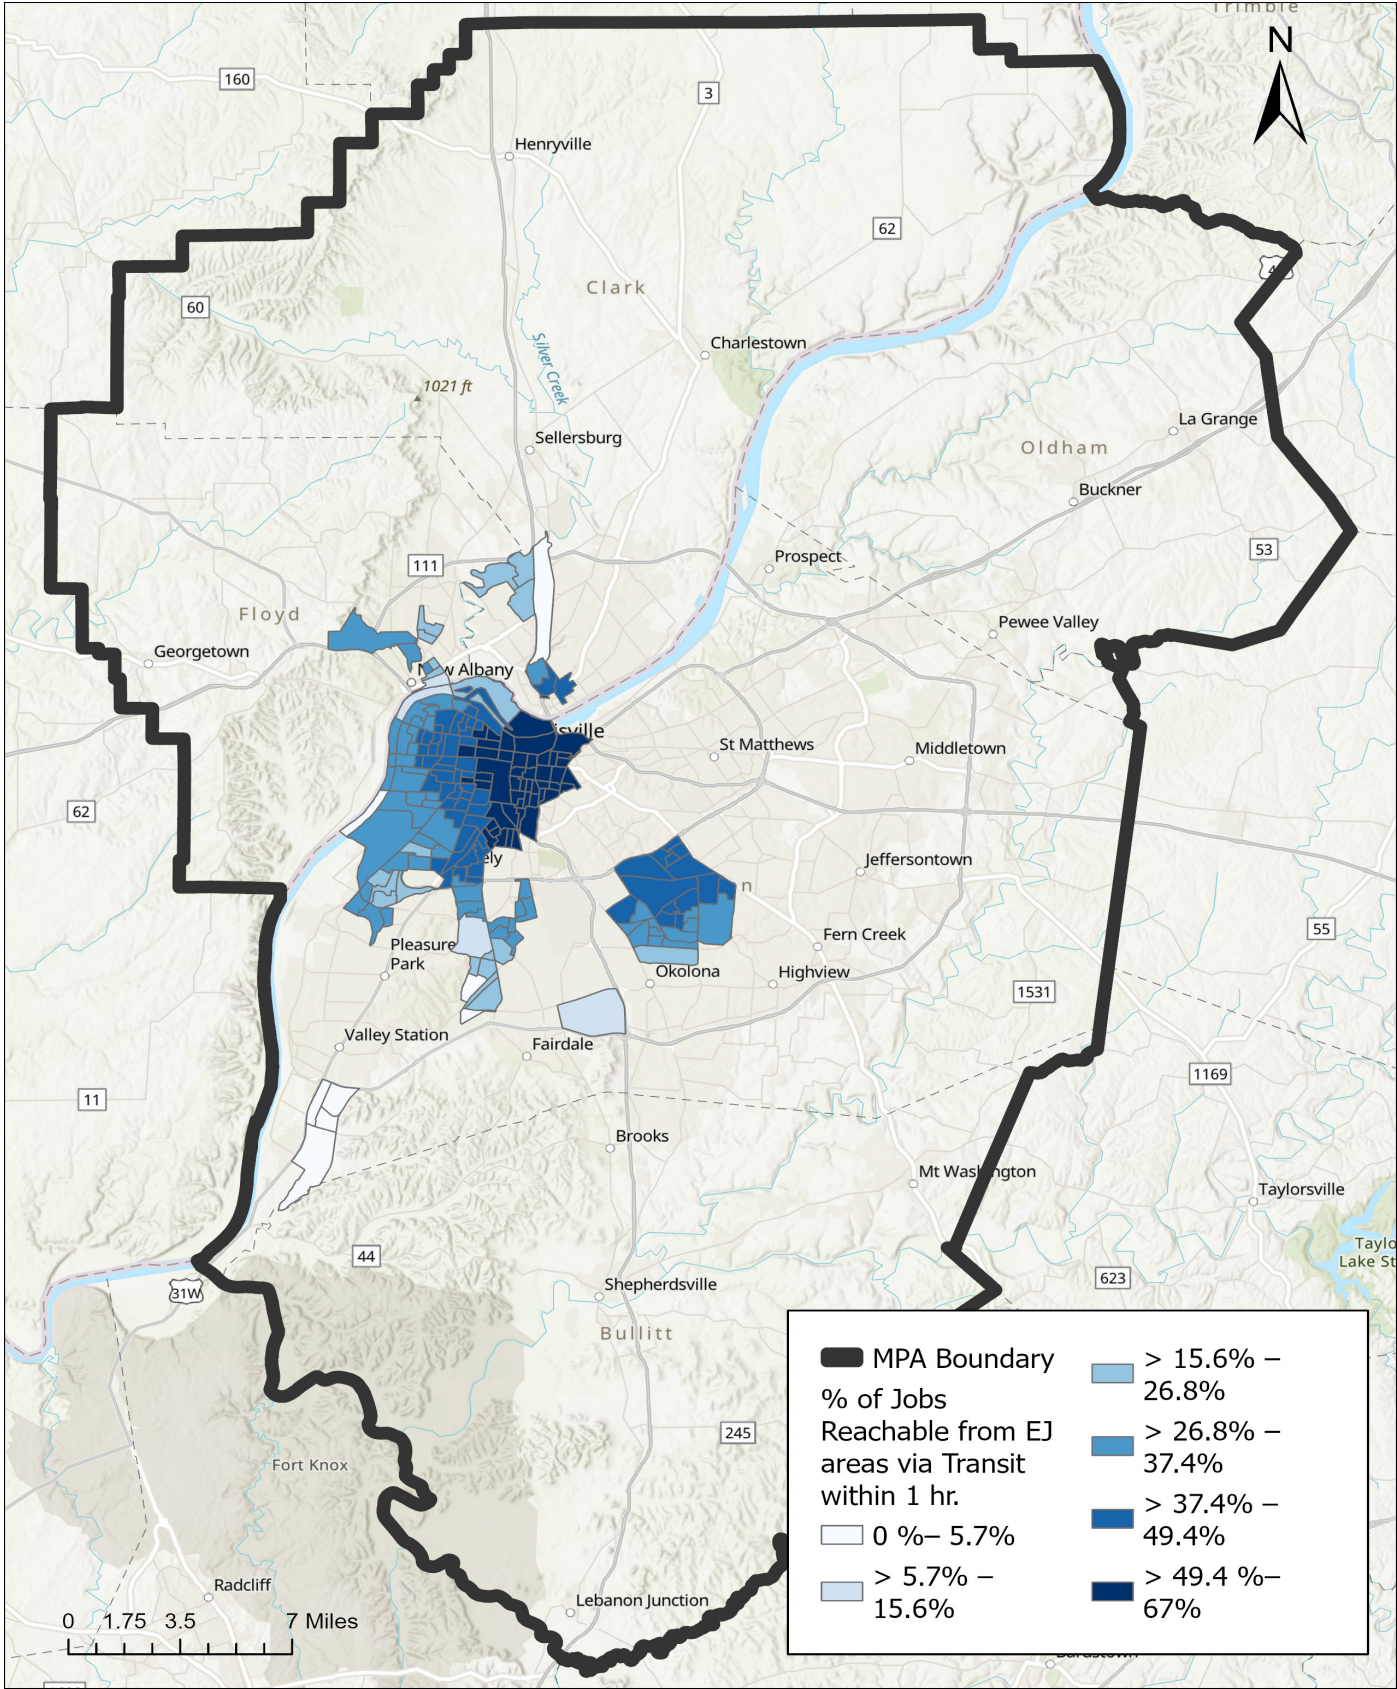 Trimble
N
160
3
Henryville
62
Clark
60
Silver Creek
Charlestown
1021 ft
La Grange
Sellersburg
Oldham
Buckner
53
Prospect
111
Floyd
Pewee Valley
Georgetown
Albany
isville
St Matthews
Middletown
62
ely
Jeffersontown
n
55
Fern Creek
Pleasure
Park
Okolona
Highview
1531
Valley Station
Fairdale
1169
11
Brooks
Mt Washington
Taylorsville
Taylo
Lake St
44
623
31W
Shepherdsville
Bullitt
245
Fort Knox
Radcliff
Lebanon Junction
MPA Boundary
% of Jobs
Reachable from EJ
areas via Transit
within 1 hr.
0 %– 5.7%
> 5.7% –
15.6%
> 15.6% –
26.8%
> 26.8% –
37.4%
> 37.4% –
49.4%
> 49.4 %–
67%
0 1.75 3.5 7 Miles
Bardstown